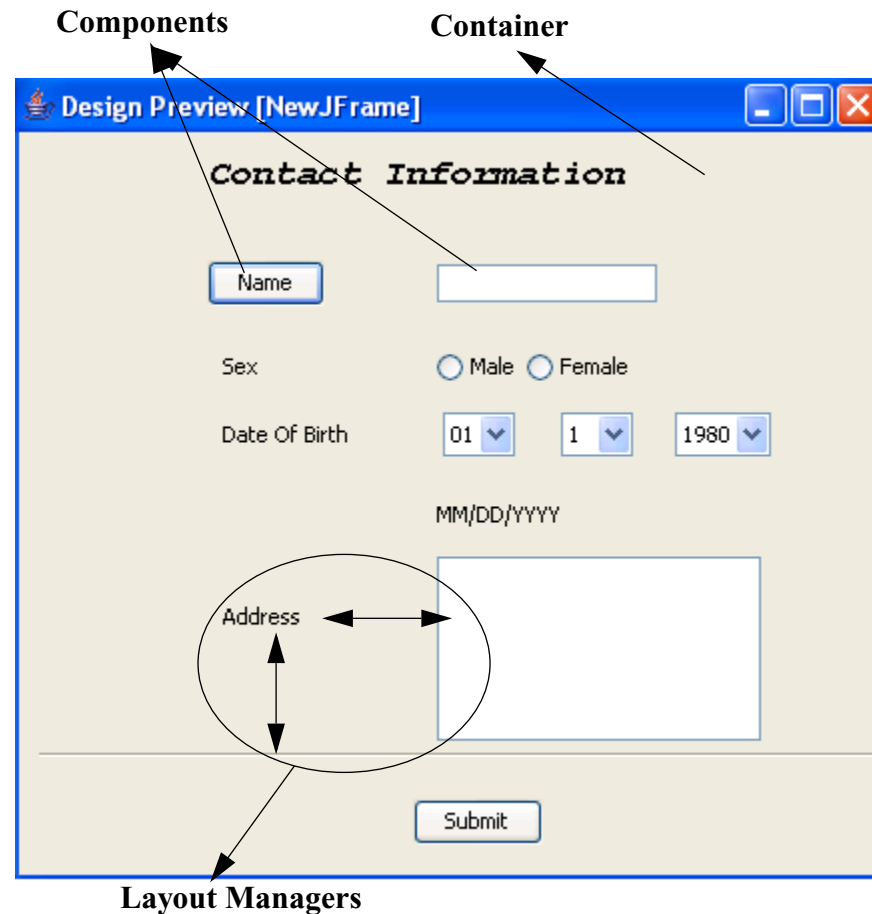 Components Container
Design Preview [NewJFrame]
Contact Information
Name
Sex Male Female
Date Of Birth 01 1 1980
MM/DD/YYYY
Address
Submit
Layout Managers